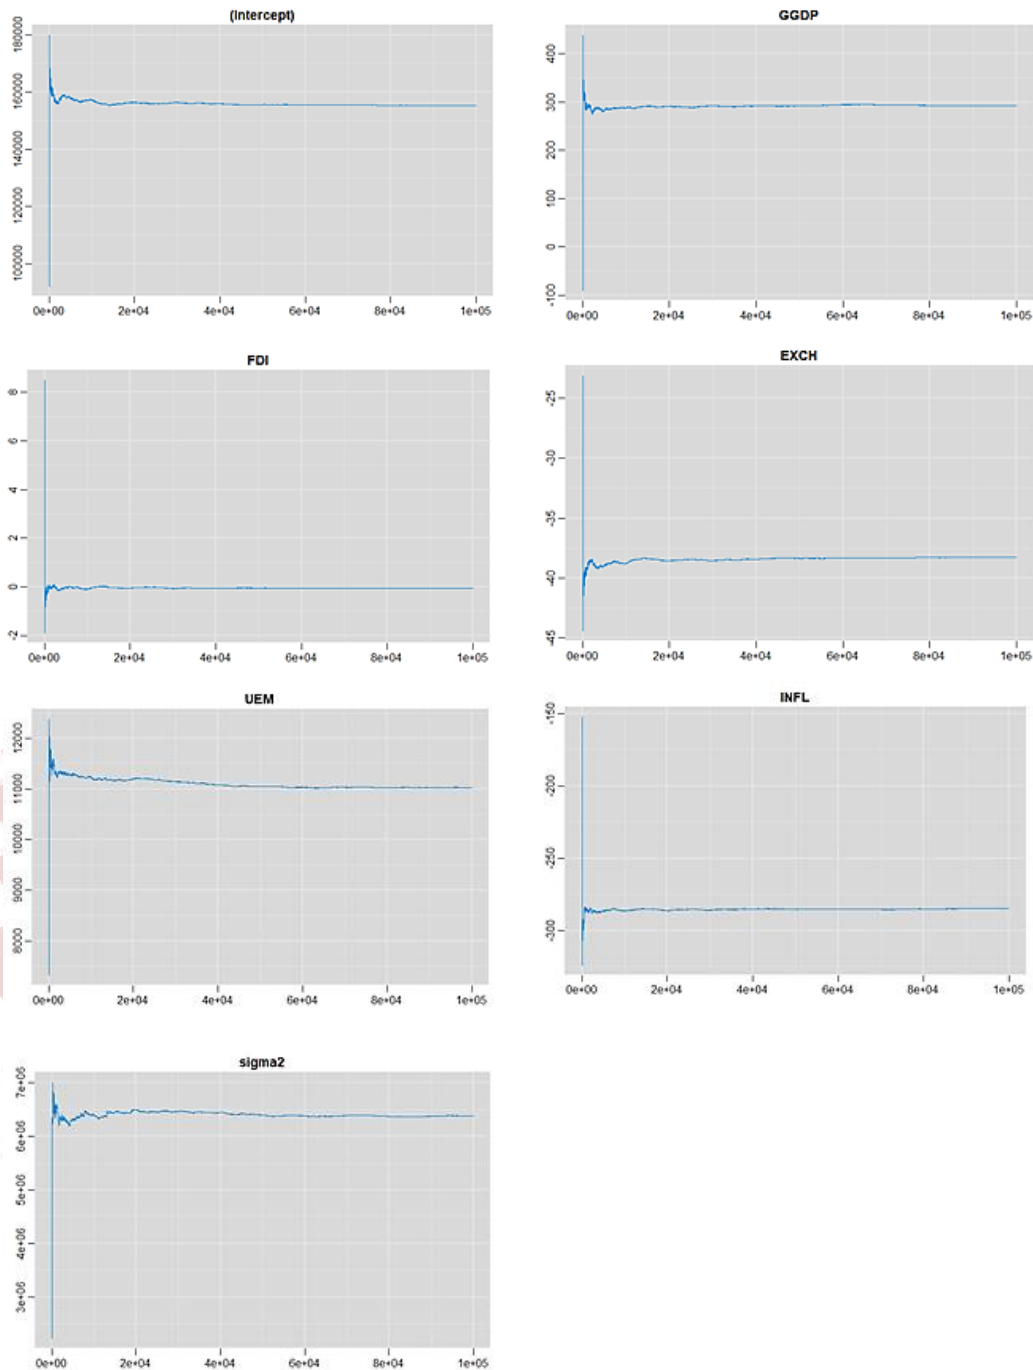 (Intercept)
180000
160000
140000
120000
100000
0e+00 2e+04 4e+04 6e+04 8e+04 1e+05
GGDP
400
300
200
100
0
-100
0e+00 2e+04 4e+04 6e+04 8e+04 1e+05
FDI
8
6
4
2
0
-2
0e+00 2e+04 4e+04 6e+04 8e+04 1e+05
EXCH
-25
-30
-35
-40
-45
0e+00 2e+04 4e+04 6e+04 8e+04 1e+05
UEM
12000
11000
10000
9000
8000
0e+00 2e+04 4e+04 6e+04 8e+04 1e+05
INFL
-150
-200
-250
-300
0e+00 2e+04 4e+04 6e+04 8e+04 1e+05
sigma2
7e+06
6e+06
5e+06
4e+06
3e+06
0e+00 2e+04 4e+04 6e+04 8e+04 1e+05